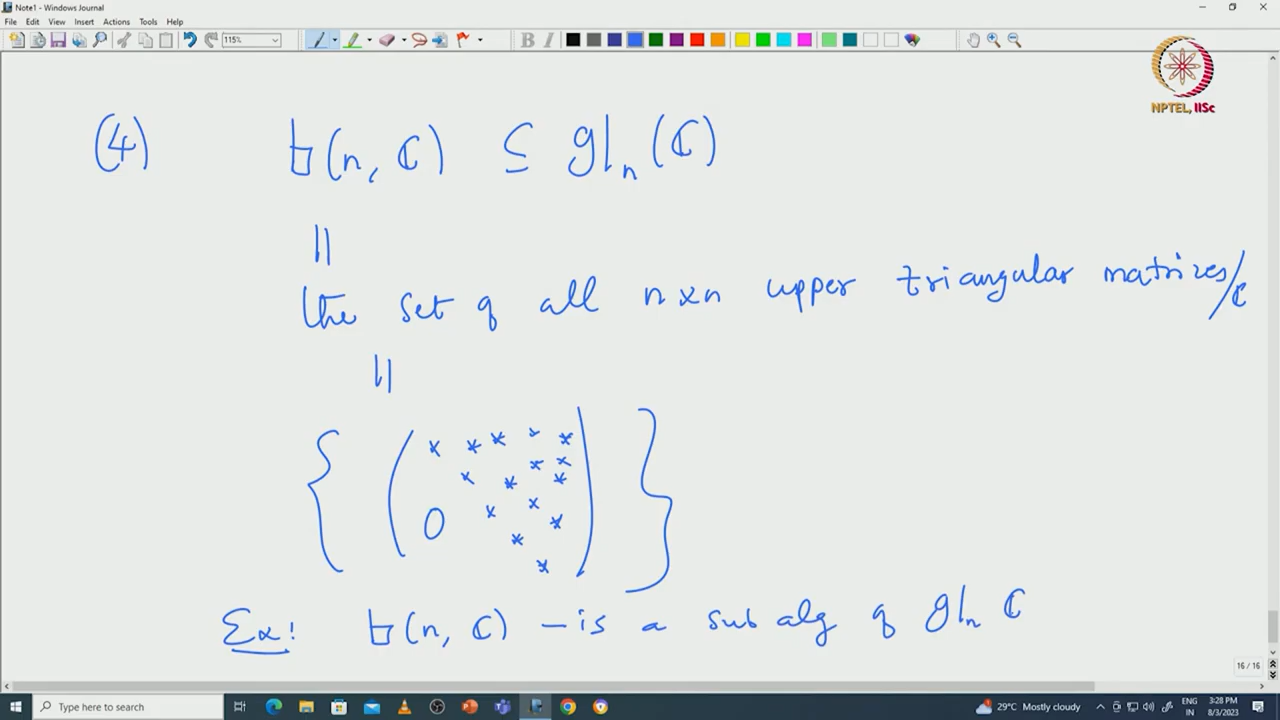 Note1 - Windows Journal
File Edit View Insert Actions Tools Help
115%
B I
NPTEL, IISc
(4) b(n, ℂ) ⊆ gl_n(ℂ)
||
the set of all n×n upper triangular matrizes/ℂ
||
{ ( * * * * *
* * * * *
0 * * *
*
* ) }
Ex: b(n, ℂ) – is a sub alg of gl_n ℂ
16 / 16
Type here to search
29°C Mostly cloudy
ENG
IN
3:28 PM
8/3/2023